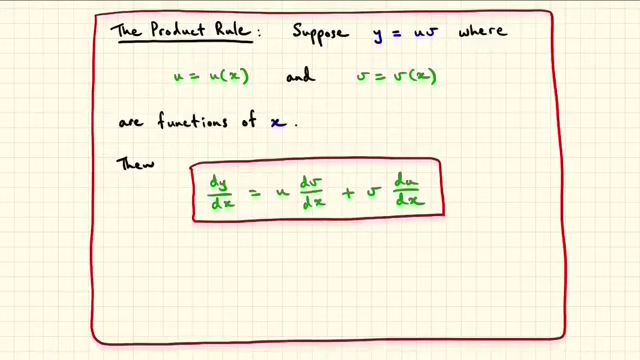 The Product Rule: Suppose y = uv where
u = u(x) and v = v(x)
are functions of x.
Then
dy/dx = u dv/dx + v du/dx